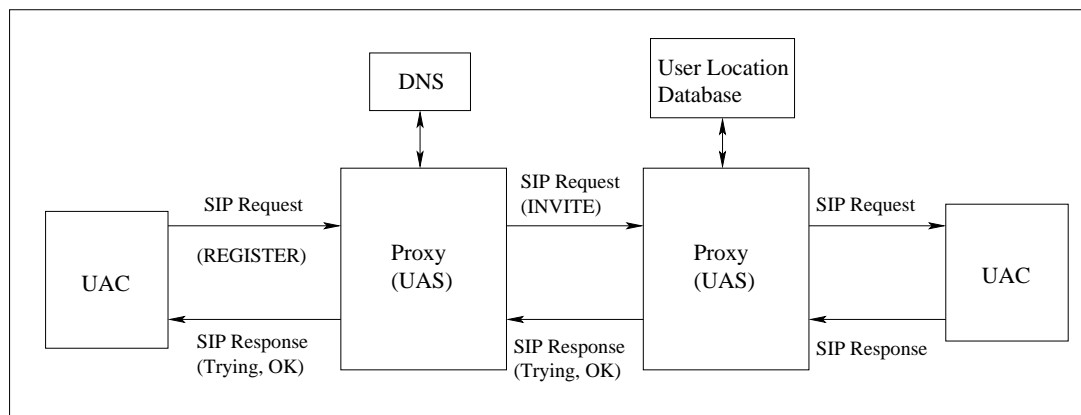 DNS
User Location
Database
SIP Request
(REGISTER)
SIP Request
(INVITE)
SIP Request
UAC
Proxy
(UAS)
Proxy
(UAS)
UAC
SIP Response
(Trying, OK)
SIP Response
(Trying, OK)
SIP Response